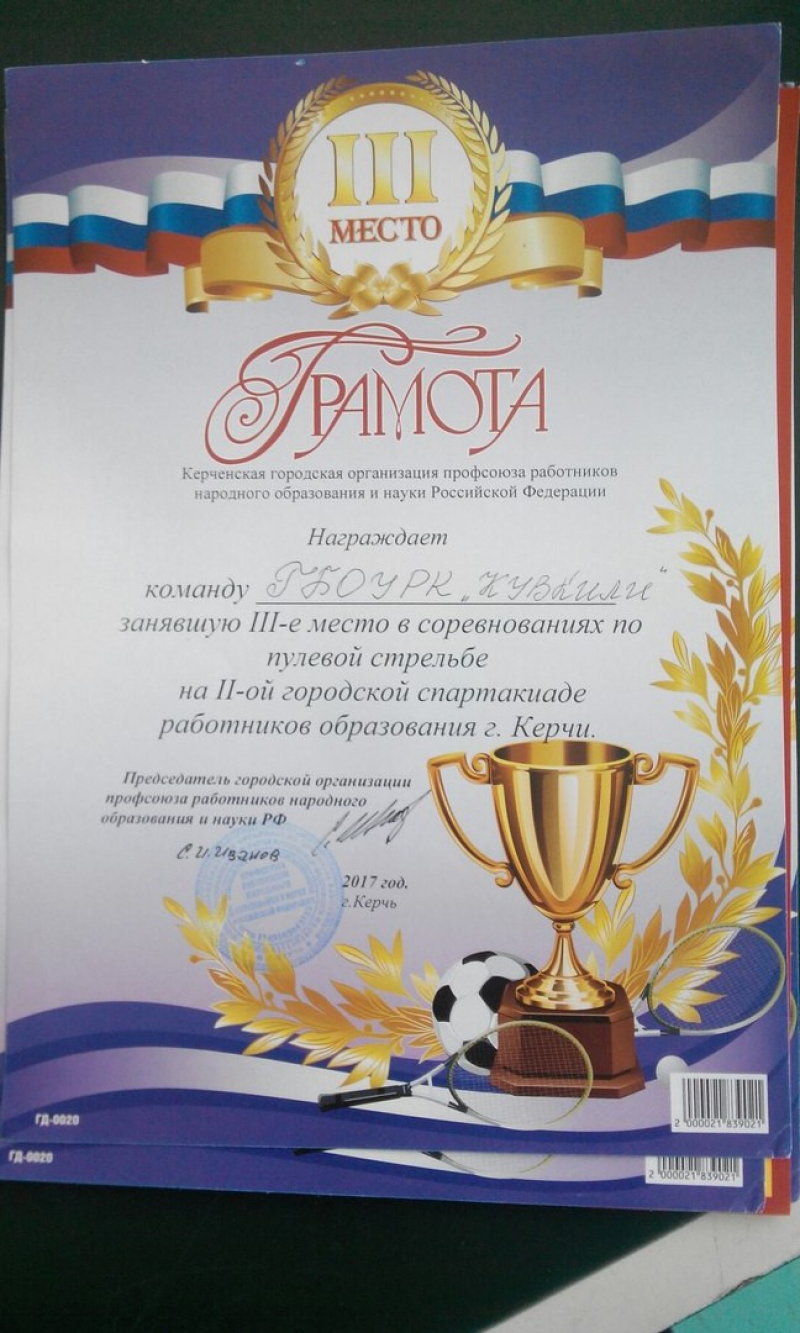 III
МЕСТО
ГРАМОТА
Керченская городская организация профсоюза работников
народного образования и науки Российской Федерации
Награждает
команду ГБОУРК „КУВКИЛИ"
занявшую III-е место в соревнованиях по
пулевой стрельбе
на II-ой городской спартакиаде
работников образования г. Керчи.
Председатель городской организации
профсоюза работников народного
образования и науки РФ
С.И.Иванов
2017 год.
г.Керчь
ГД-0020
2 000021 839021
ГД-0020
2 000021 839021